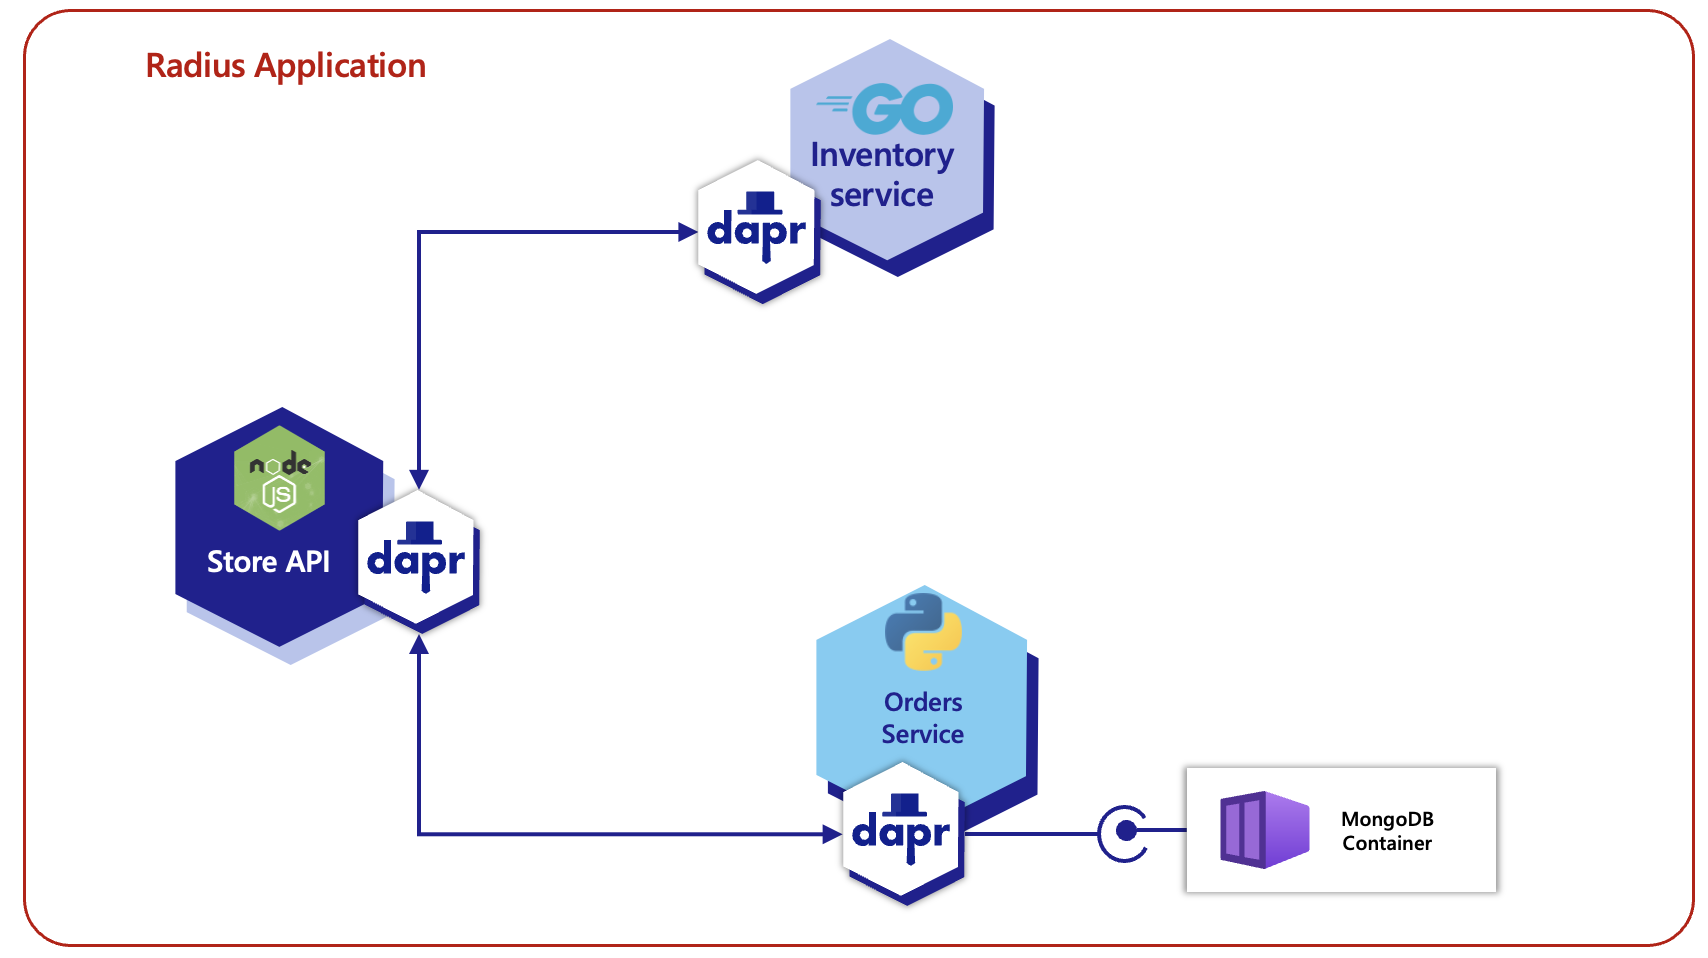 Radius Application
GO
Inventory
service
dapr
node
JS
Store API
dapr
Orders
Service
dapr
MongoDB
Container